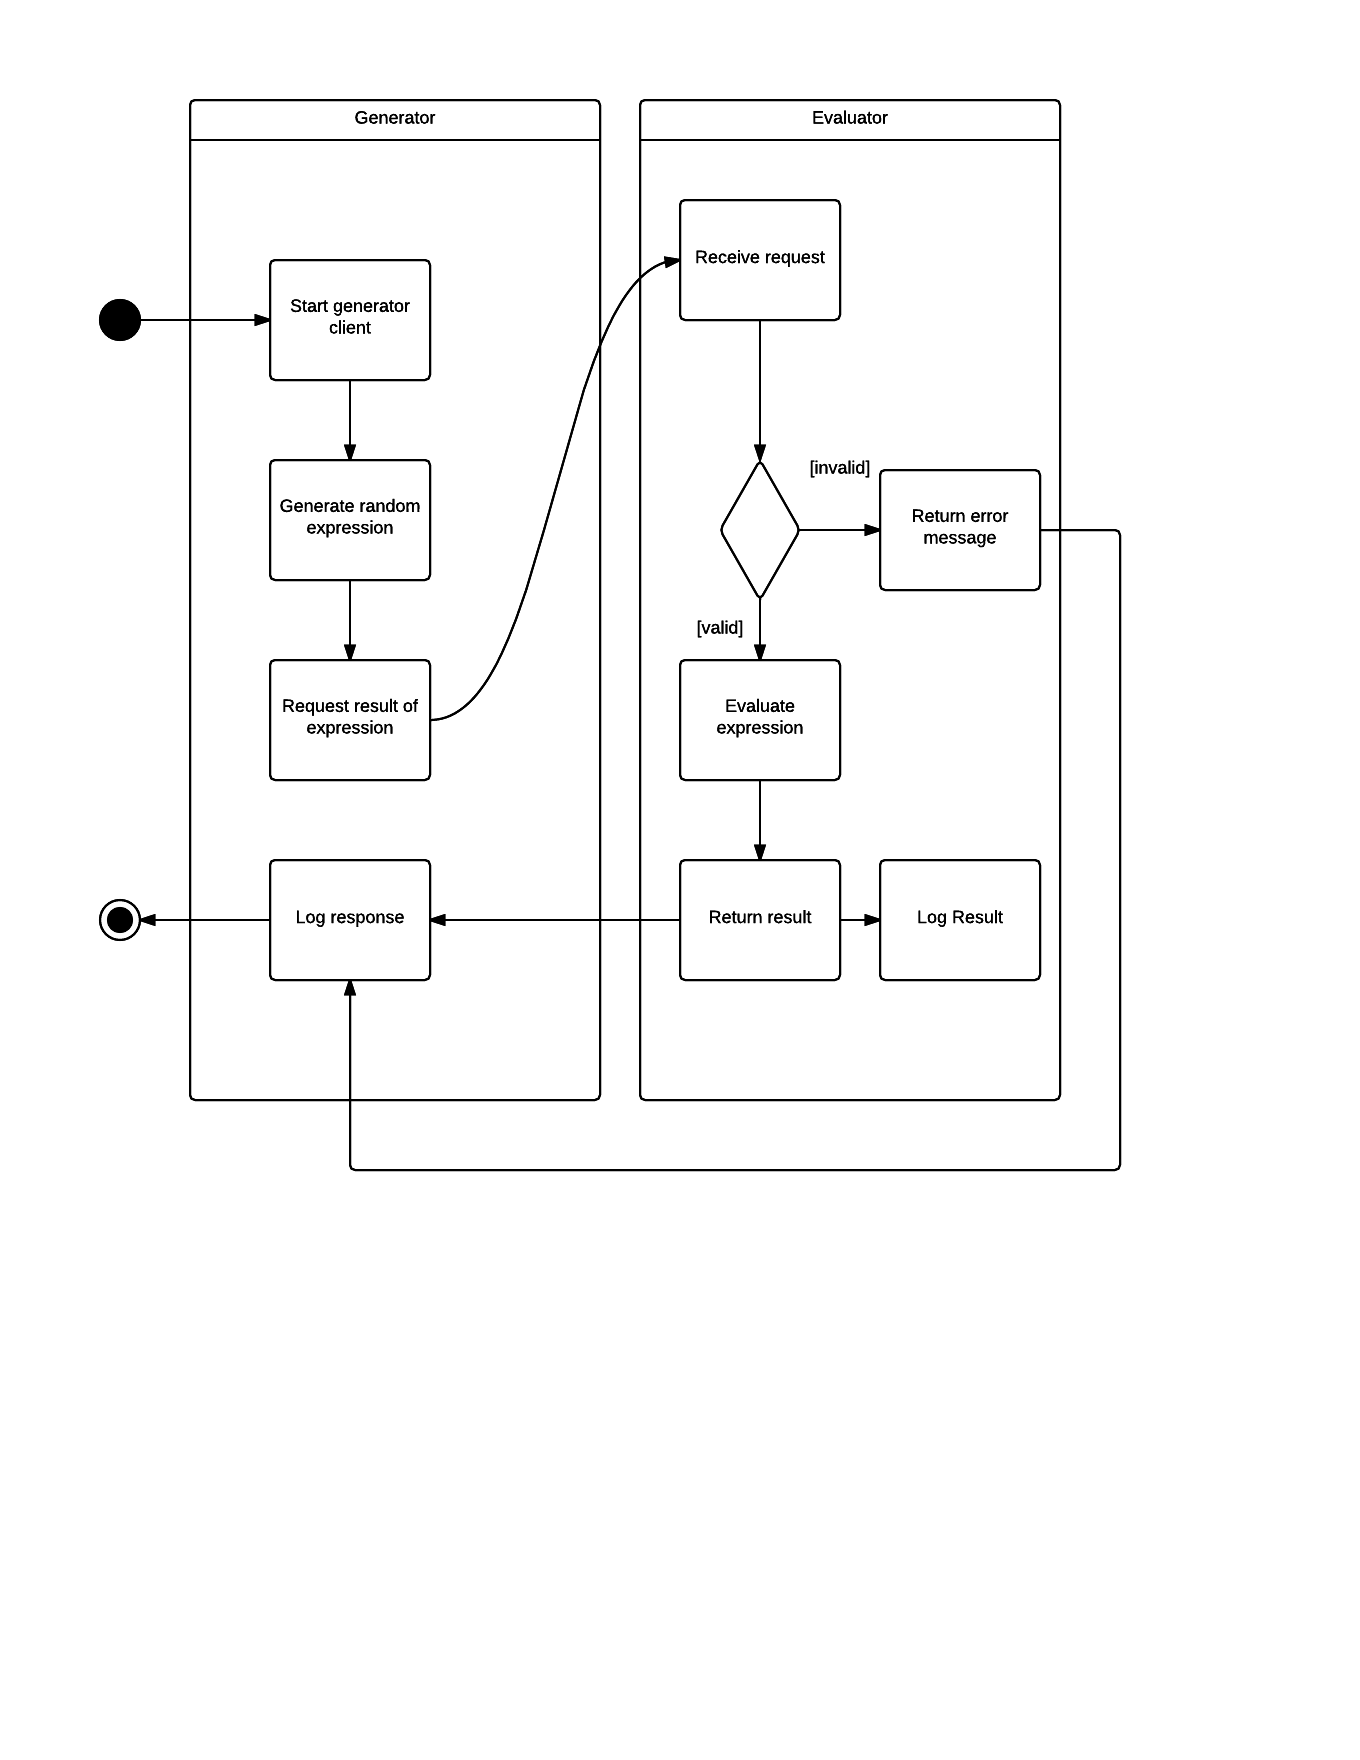 Generator
Evaluator
Start generator
client
Generate random
expression
Request result of
expression
Log response
Receive request
[invalid]
Return error
message
[valid]
Evaluate
expression
Return result
Log Result